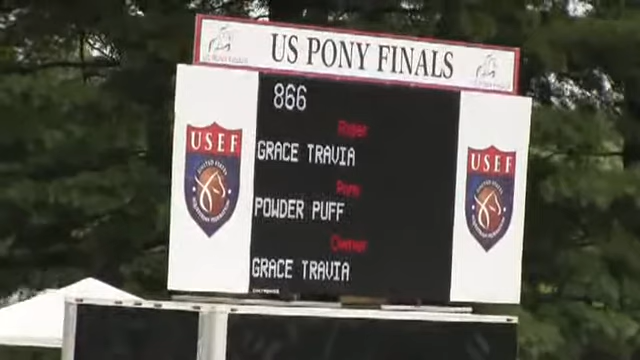 US PONY FINALS
866
Rider
GRACE TRAVIA
Pony
POWDER PUFF
Owner
GRACE TRAVIA
USEF
USEF